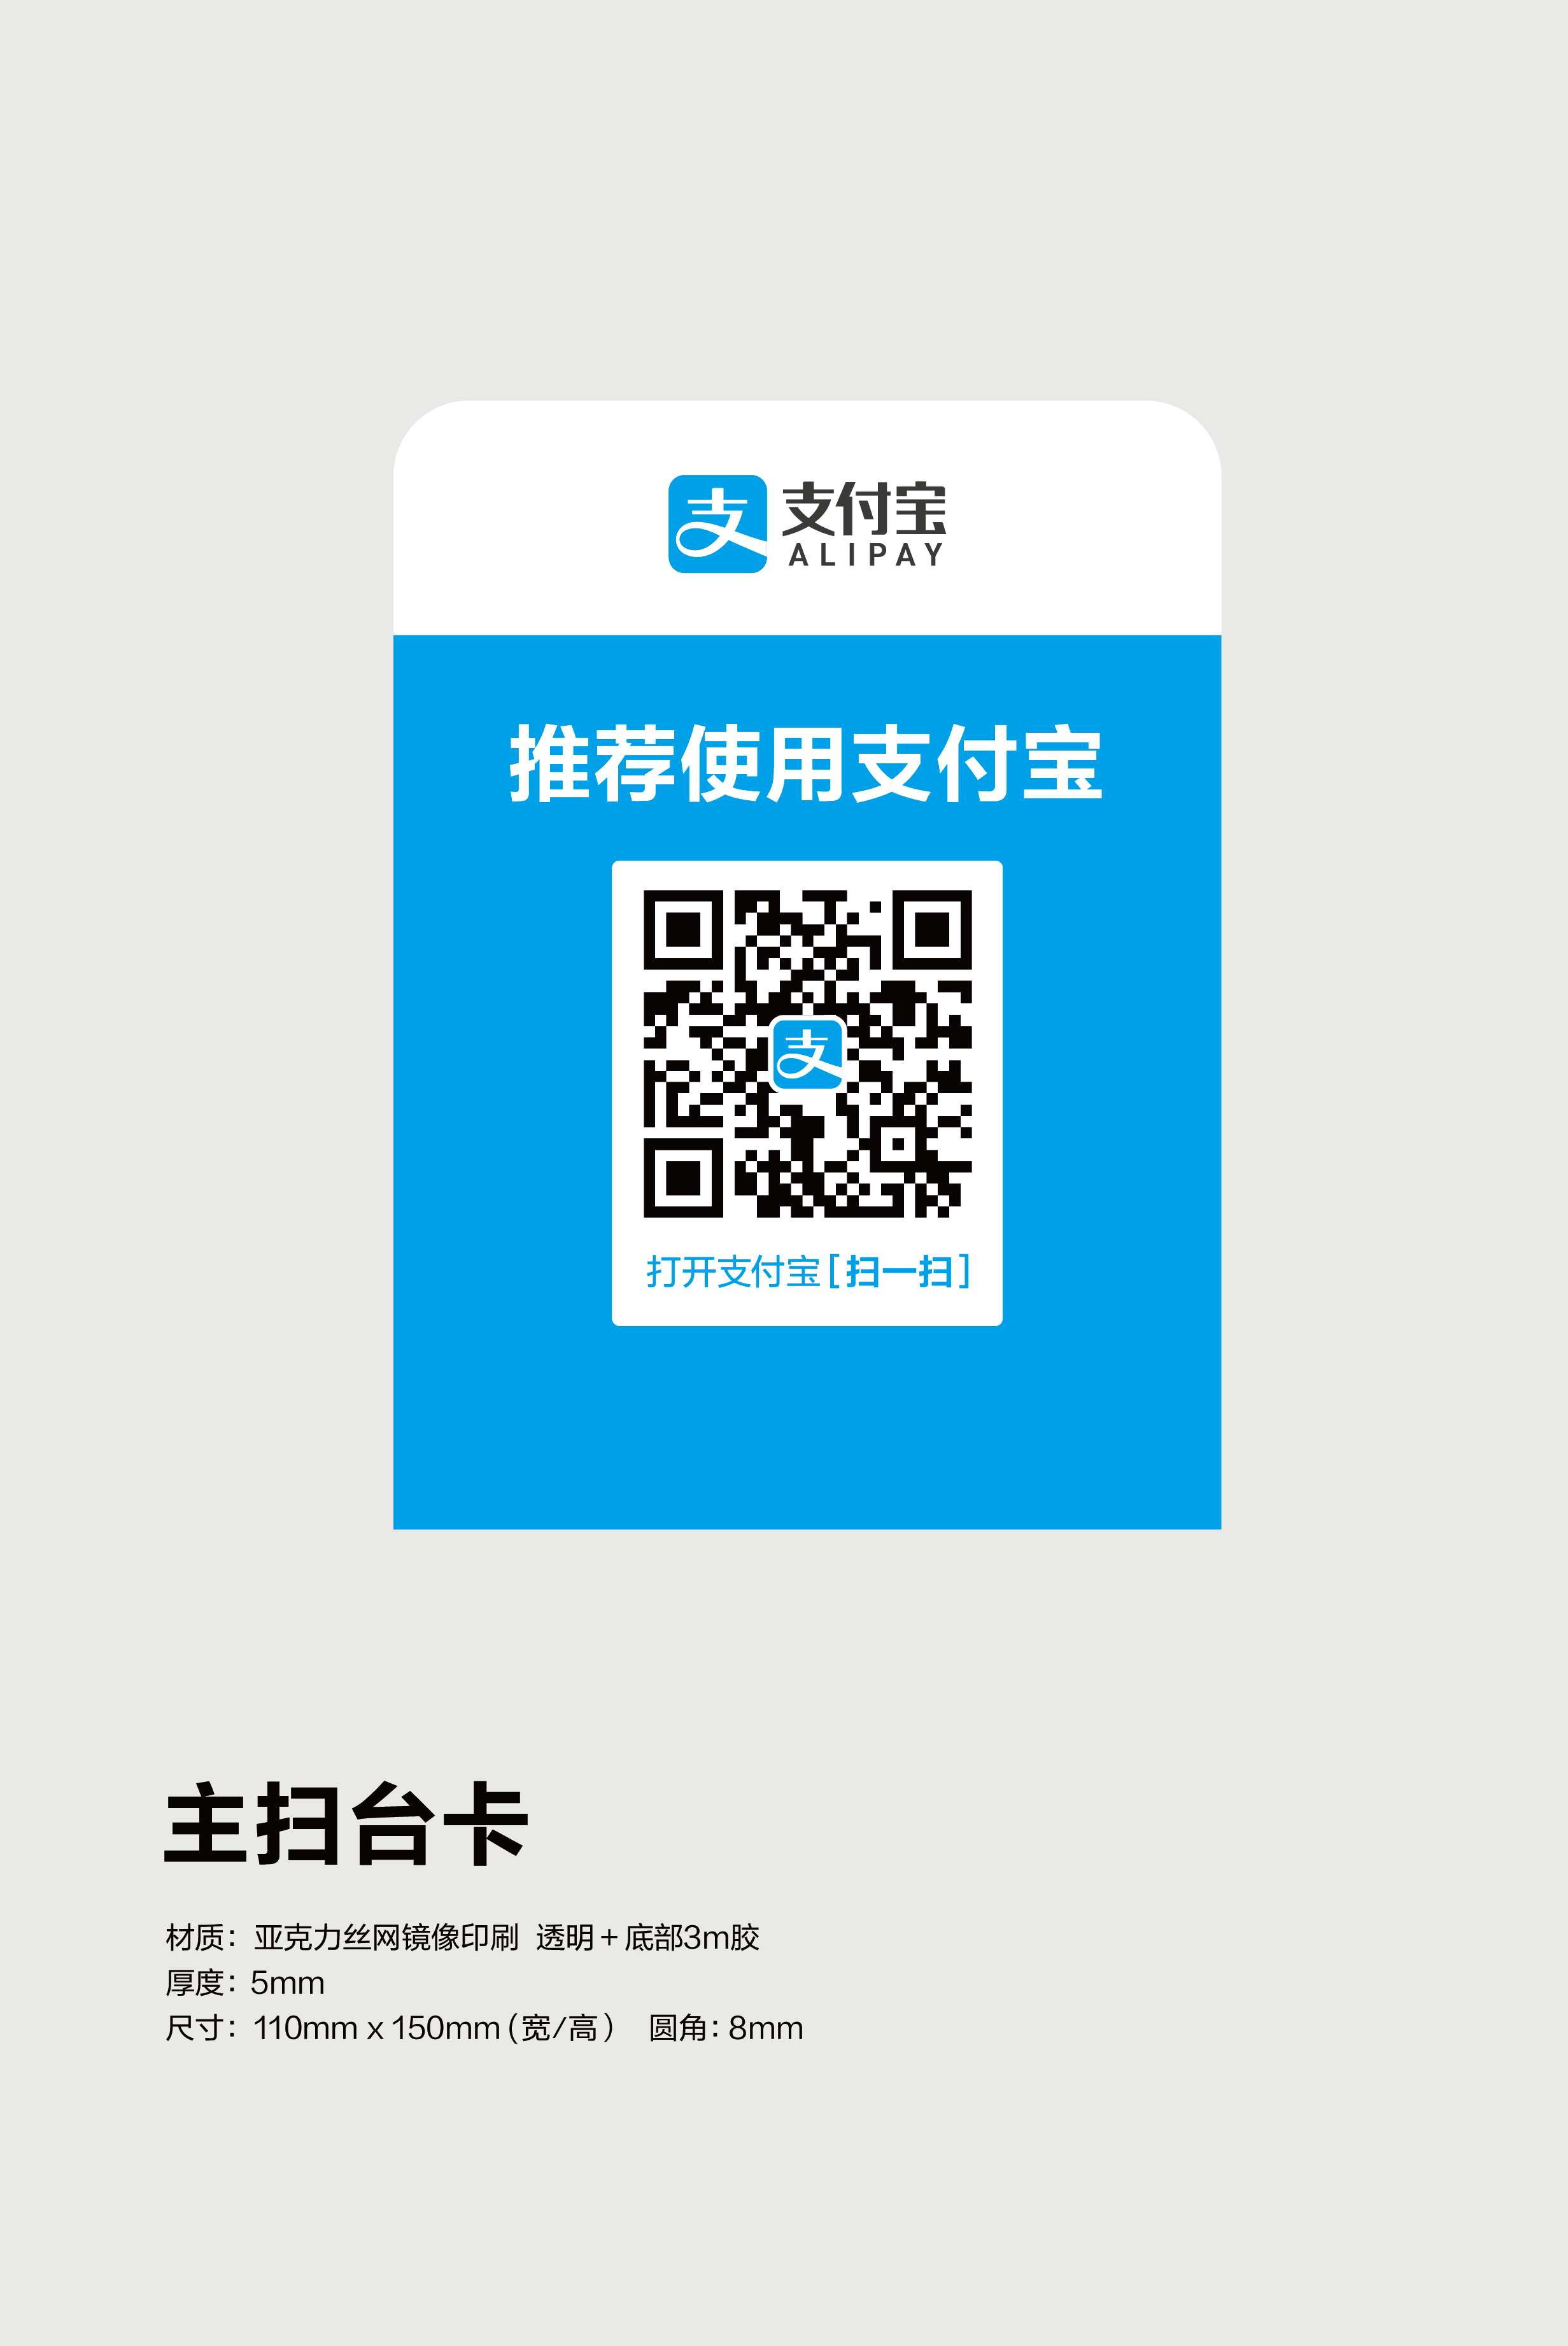 支付宝
ALIPAY
推荐使用支付宝
支
打开支付宝[扫一扫]
主扫台卡
材质：亚克力丝网镜像印刷 透明+底部3m胶
厚度：5mm
尺寸：110mm x 150mm(宽/高） 圆角：8mm